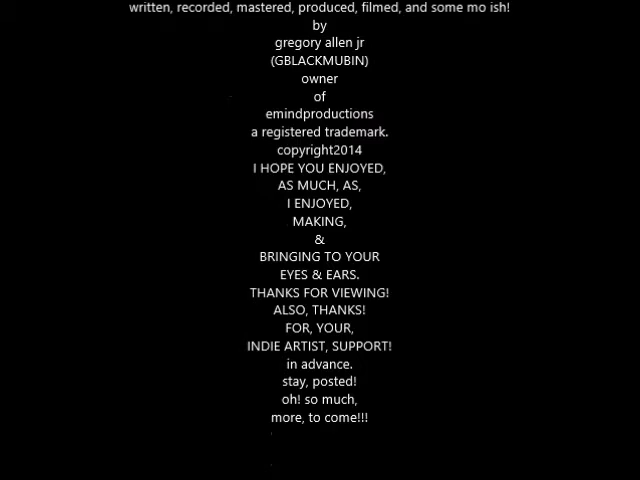 written, recorded, mastered, produced, filmed, and some mo ish!
by
gregory allen jr
(GBLACKMUBIN)
owner
of
emindproductions
a registered trademark.
copyright2014
I HOPE YOU ENJOYED,
AS MUCH, AS,
I ENJOYED,
MAKING,
&
BRINGING TO YOUR
EYES & EARS.
THANKS FOR VIEWING!
ALSO, THANKS!
FOR, YOUR,
INDIE ARTIST, SUPPORT!
in advance.
stay, posted!
oh! so much,
more, to come!!!